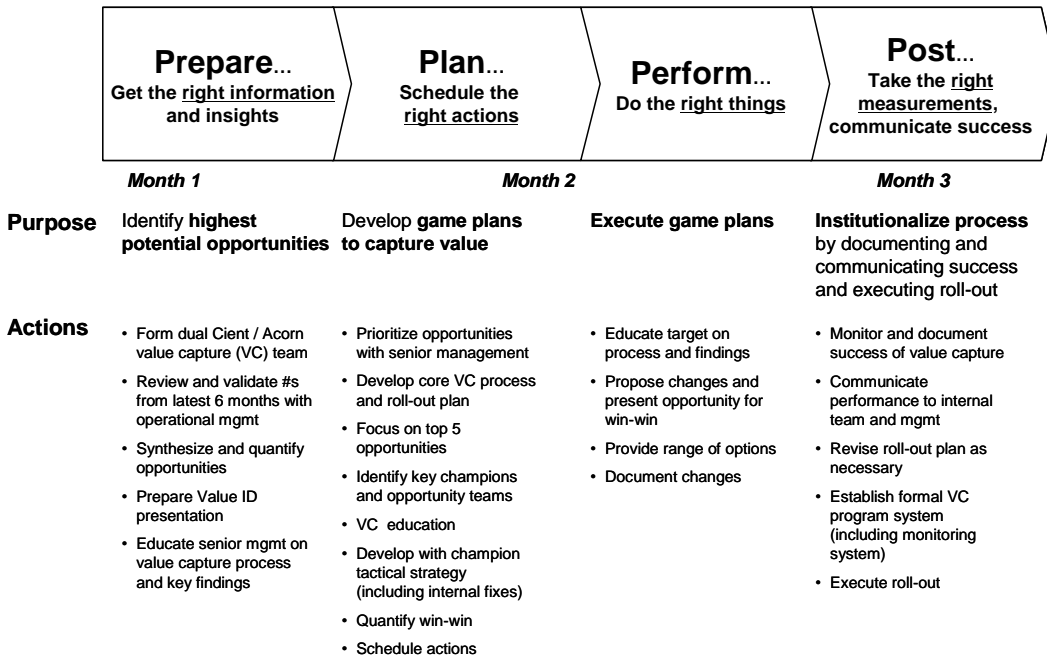 Prepare...
Get the right information
and insights
Plan...
Schedule the
right actions
Perform...
Do the right things
Post...
Take the right
measurements,
communicate success
Month 1
Month 2
Month 3
Purpose
Identify highest
potential opportunities
Develop game plans
to capture value
Execute game plans
Institutionalize process
by documenting and
communicating success
and executing roll-out
Actions
• Form dual Cient / Acorn
value capture (VC) team
• Review and validate #s
from latest 6 months with
operational mgmt
• Synthesize and quantify
opportunities
• Prepare Value ID
presentation
• Educate senior mgmt on
value capture process
and key findings
• Prioritize opportunities
with senior management
• Develop core VC process
and roll-out plan
• Focus on top 5
opportunities
• Identify key champions
and opportunity teams
• VC education
• Develop with champion
tactical strategy
(including internal fixes)
• Quantify win-win
• Schedule actions
• Educate target on
process and findings
• Propose changes and
present opportunity for
win-win
• Provide range of options
• Document changes
• Monitor and document
success of value capture
• Communicate
performance to internal
team and mgmt
• Revise roll-out plan as
necessary
• Establish formal VC
program system
(including monitoring
system)
• Execute roll-out